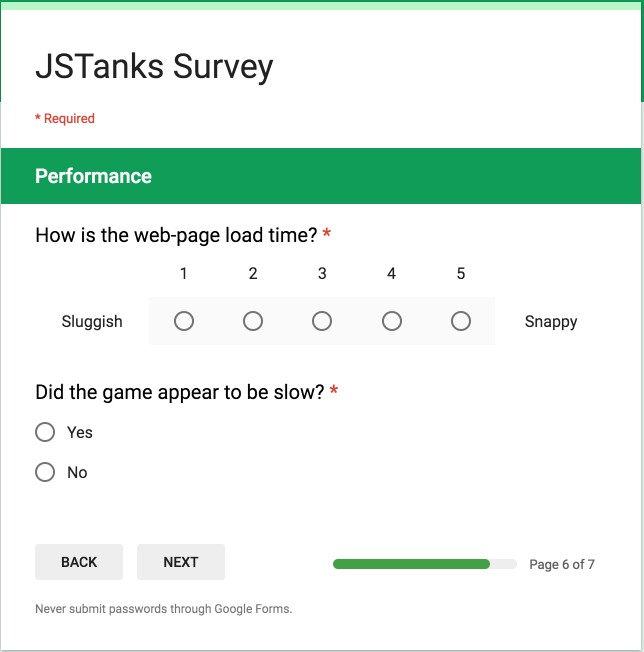 JSTanks Survey
* Required
Performance
How is the web-page load time? *
1 2 3 4 5
Sluggish Snappy
Did the game appear to be slow? *
Yes
No
BACK NEXT Page 6 of 7
Never submit passwords through Google Forms.